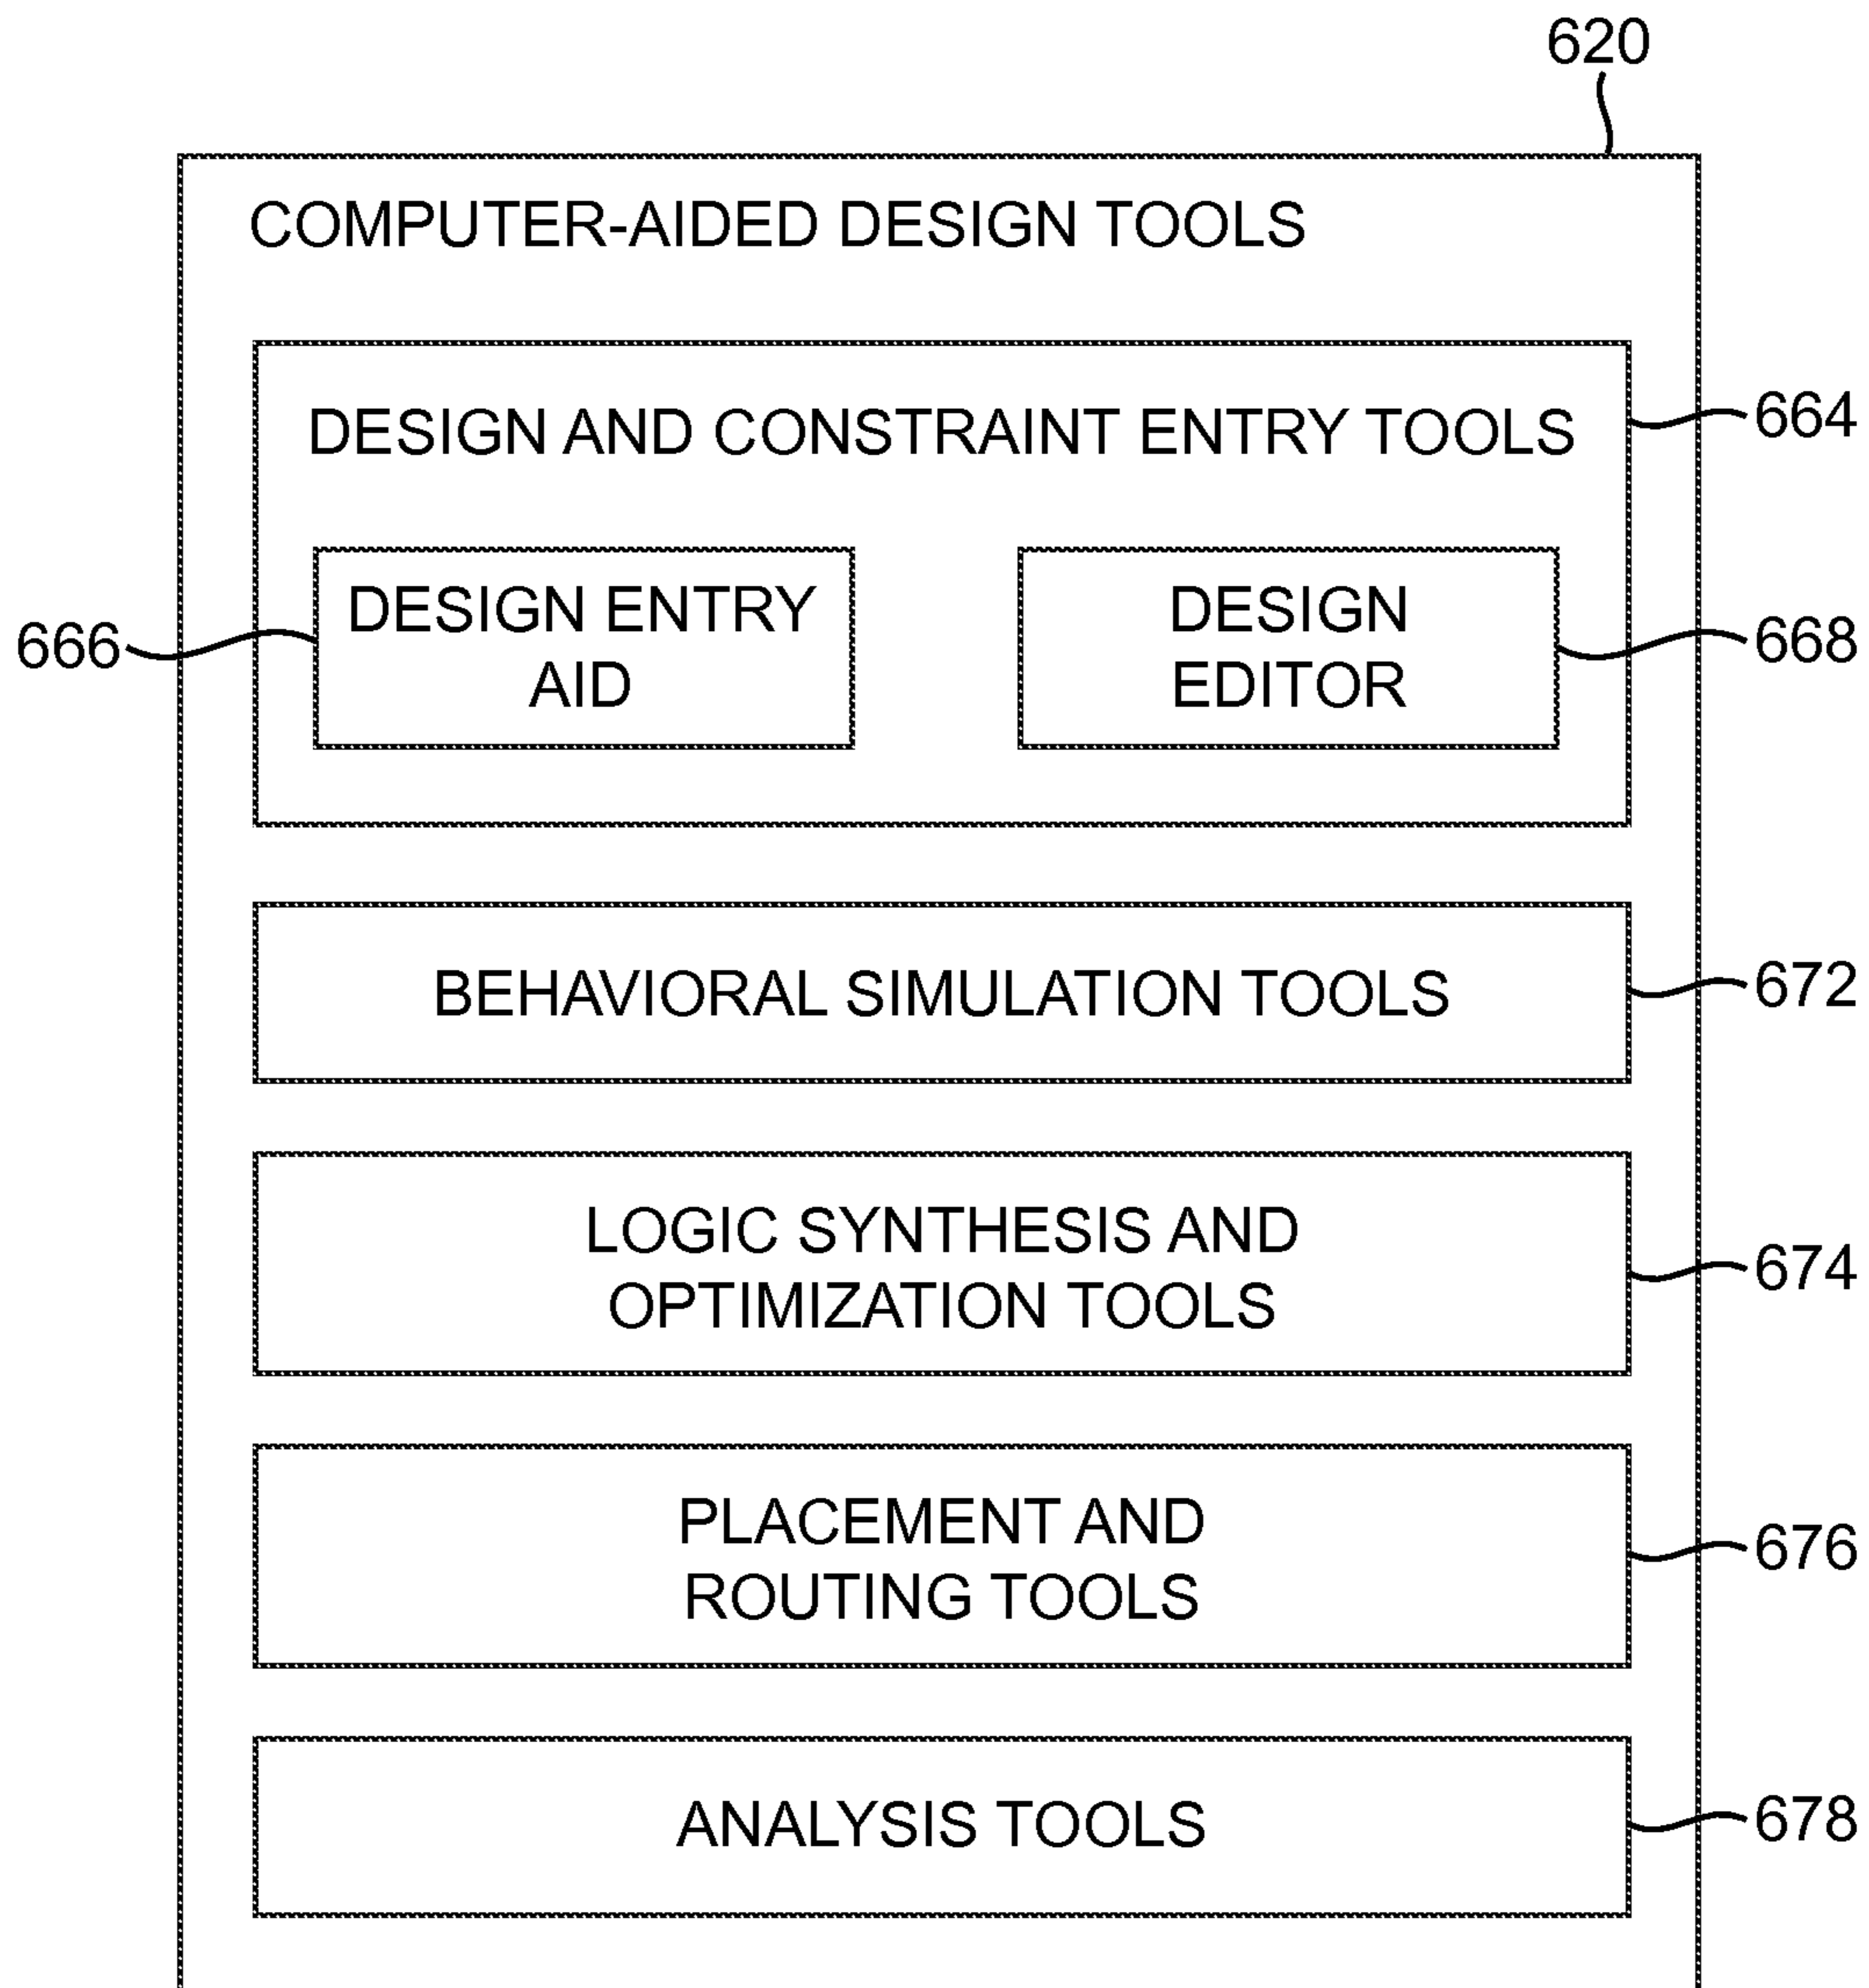 620
COMPUTER-AIDED DESIGN TOOLS
DESIGN AND CONSTRAINT ENTRY TOOLS
664
DESIGN ENTRY
AID
666
DESIGN
EDITOR
668
BEHAVIORAL SIMULATION TOOLS
672
LOGIC SYNTHESIS AND
OPTIMIZATION TOOLS
674
PLACEMENT AND
ROUTING TOOLS
676
ANALYSIS TOOLS
678